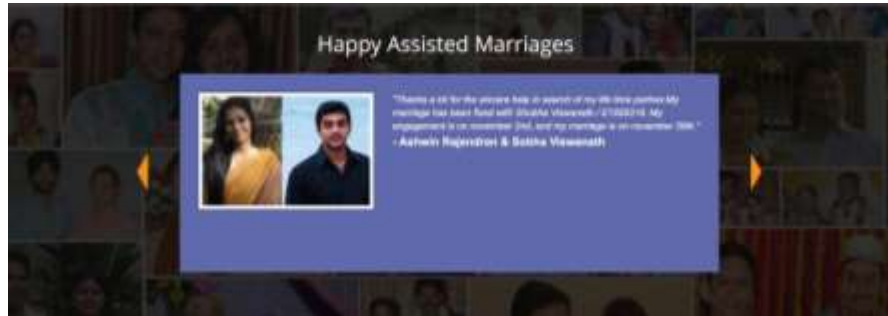 Happy Assisted Marriages
"Thanks a lot for the sincere help in search of my life time partner.My
marriage has been fixed with Shobha Viswanath / My
engagement is on november 2nd, and my marriage is on november 30th."
- Ashwin Rajendran & Sobha Viswanath